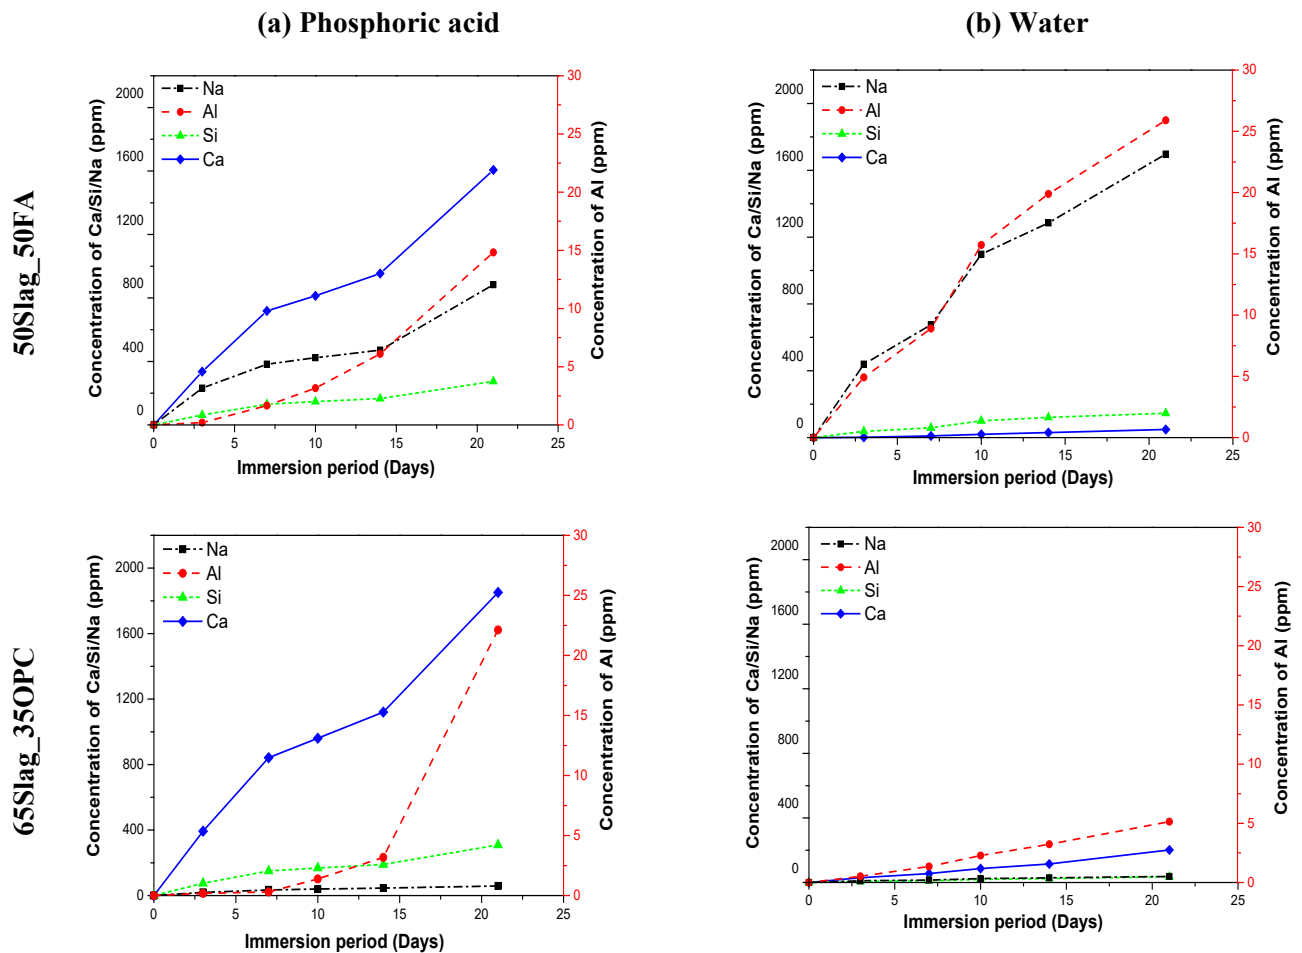 (a) Phosphoric acid
(b) Water
50Slag_50FA
Concentration of Ca/Si/Na (ppm)
2000
1600
1200
800
400
0
Na
Al
Si
Ca
30
25
20
15
10
5
0
Concentration of Al (ppm)
0 5 10 15 20 25
Immersion period (Days)
Concentration of Ca/Si/Na (ppm)
2000
1600
1200
800
400
0
Na
Al
Si
Ca
30
25
20
15
10
5
0
Concentration of Al (ppm)
0 5 10 15 20 25
Immersion period (Days)
65Slag_35OPC
Concentration of Ca/Si/Na (ppm)
2000
1600
1200
800
400
0
Na
Al
Si
Ca
30
25
20
15
10
5
0
Concentration of Al (ppm)
0 5 10 15 20 25
Immersion period (Days)
Concentration of Ca/Si/Na (ppm)
2000
1600
1200
800
400
0
Na
Al
Si
Ca
30
25
20
15
10
5
0
Concentration of Al (ppm)
0 5 10 15 20 25
Immersion period (Days)